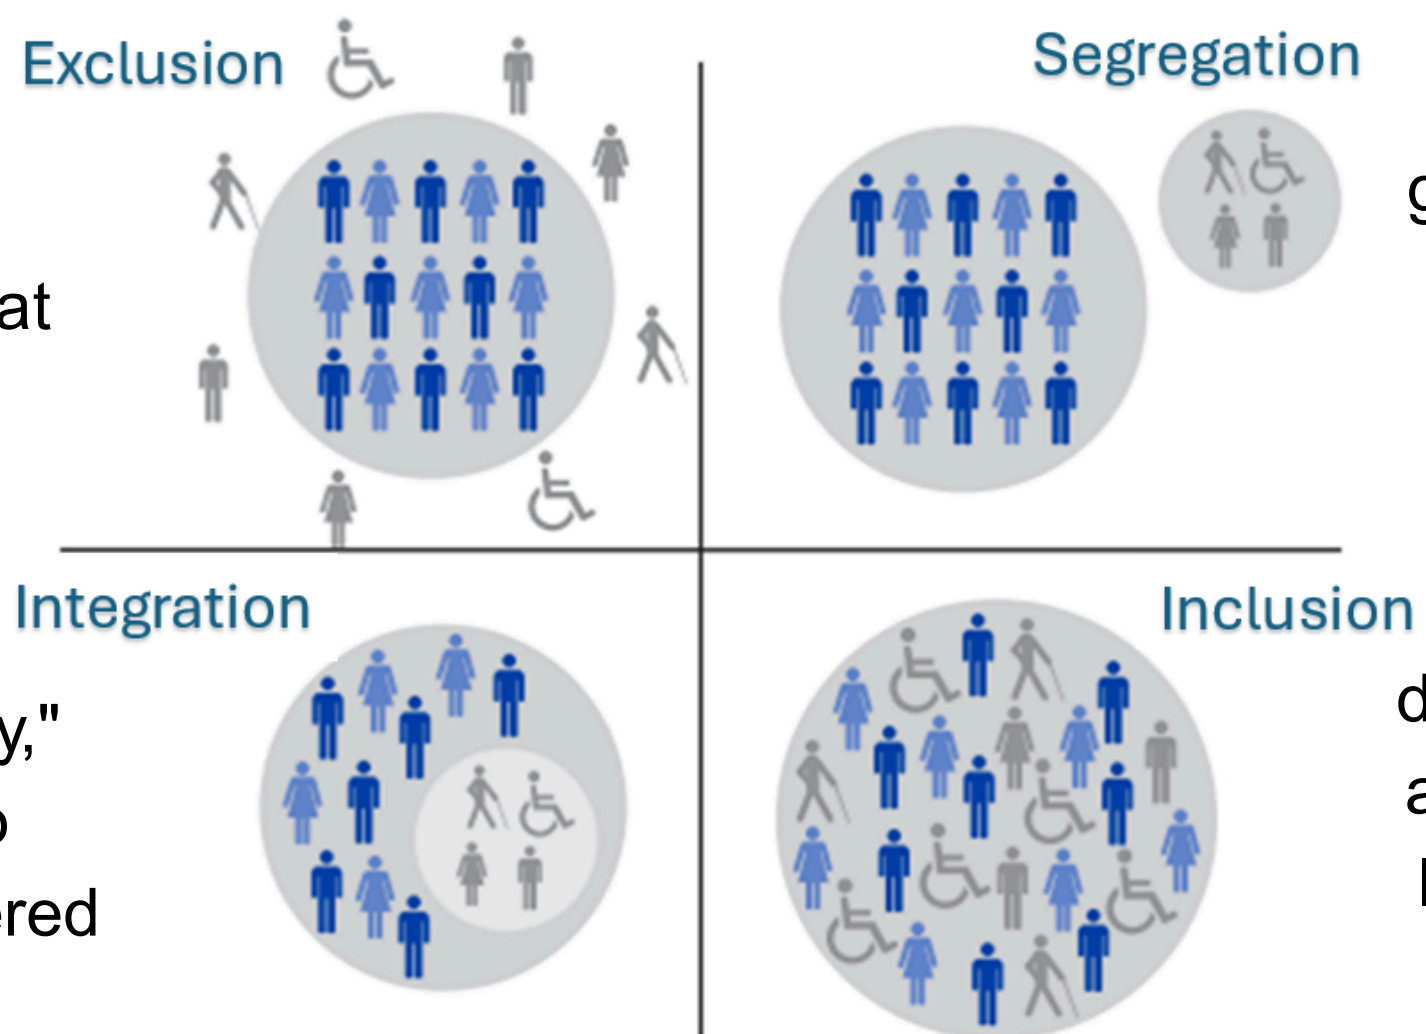 Exclusion
Segregation
g
at
Integration
Inclusion
y,"
d
a
ered